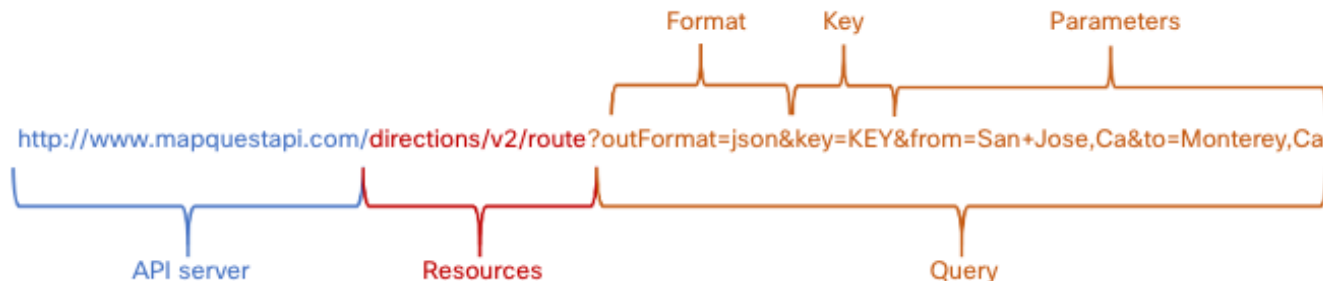 Format Key Parameters
http://www.mapquestapi.com/directions/v2/route?outFormat=json&key=KEY&from=San+Jose,Ca&to=Monterey,Ca
API server Resources Query